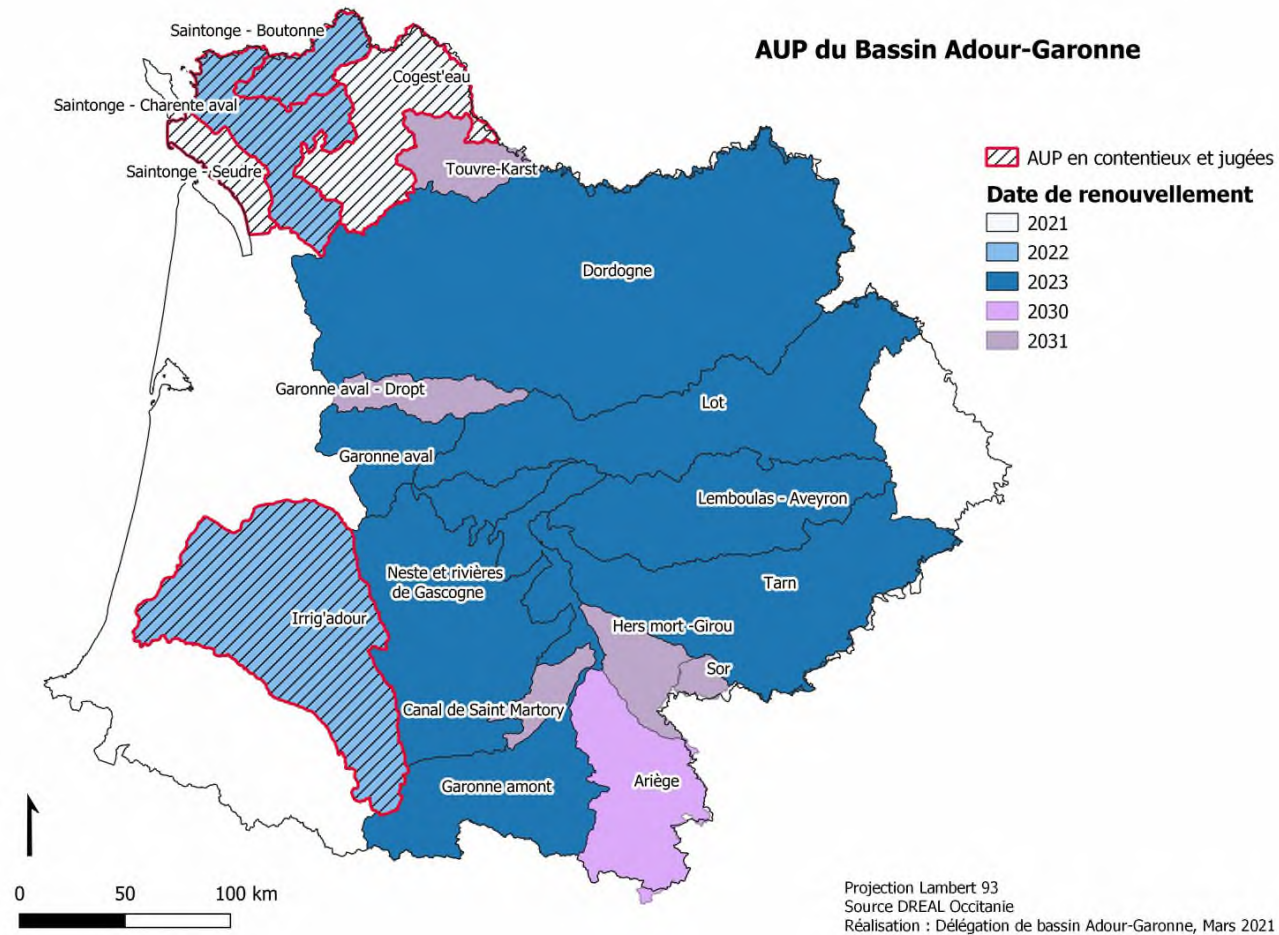 AUP du Bassin Adour-Garonne
AUP en contentieux et jugées
Date de renouvellement
2021
2022
2023
2030
2031
Saintonge - Boutonne
Cogest'eau
Saintonge - Charente aval
Saintonge - Seudre
Touvre-Karst
Dordogne
Garonne aval - Dropt
Lot
Garonne aval
Lemboulas - Aveyron
Neste et rivières
de Gascogne
Tarn
Irrig'adour
Hers mort -Girou
Sor
Canal de Saint Martory
Garonne amont
Ariège
0 50 100 km
Projection Lambert 93
Source DREAL Occitanie
Réalisation : Délégation de bassin Adour-Garonne, Mars 2021